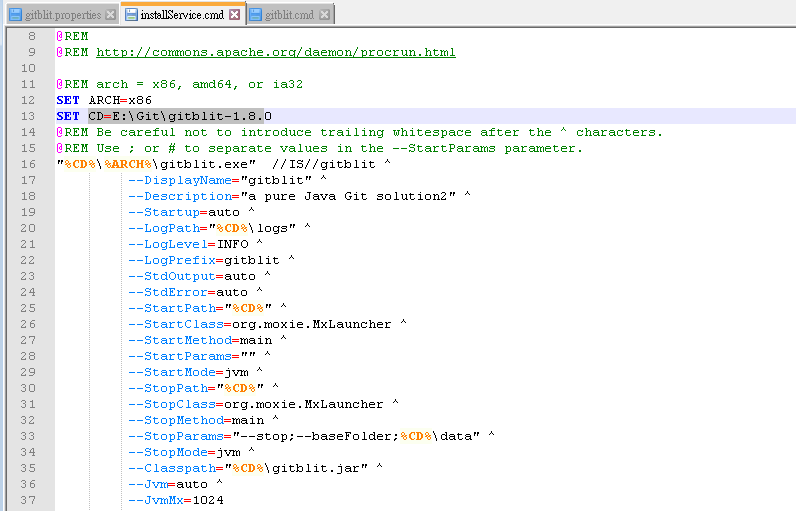 gitblit.properties installService.cmd gitblit.cmd
8 @REM
9 @REM http://commons.apache.org/daemon/procrun.html
10
11 @REM arch = x86, amd64, or ia32
12 SET ARCH=x86
13 SET CD=E:\Git\gitblit-1.8.0
14 @REM Be careful not to introduce trailing whitespace after the ^ characters.
15 @REM Use ; or # to separate values in the --StartParams parameter.
16 "%CD%\%ARCH%\gitblit.exe"  //IS//gitblit ^
17 --DisplayName="gitblit" ^
18 --Description="a pure Java Git solution2" ^
19 --Startup=auto ^
20 --LogPath="%CD%\logs" ^
21 --LogLevel=INFO ^
22 --LogPrefix=gitblit ^
23 --StdOutput=auto ^
24 --StdError=auto ^
25 --StartPath="%CD%" ^
26 --StartClass=org.moxie.MxLauncher ^
27 --StartMethod=main ^
28 --StartParams="" ^
29 --StartMode=jvm ^
30 --StopPath="%CD%" ^
31 --StopClass=org.moxie.MxLauncher ^
32 --StopMethod=main ^
33 --StopParams="--stop;--baseFolder;%CD%\data" ^
34 --StopMode=jvm ^
35 --Classpath="%CD%\gitblit.jar" ^
36 --Jvm=auto ^
37 --JvmMx=1024